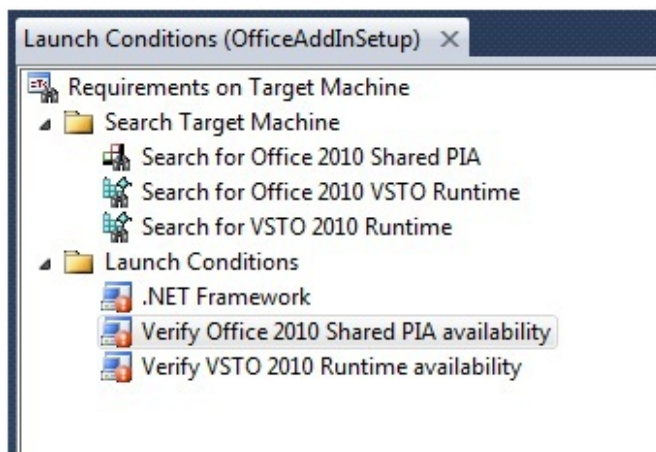 Launch Conditions (OfficeAddInSetup)
Requirements on Target Machine
Search Target Machine
Search for Office 2010 Shared PIA
Search for Office 2010 VSTO Runtime
Search for VSTO 2010 Runtime
Launch Conditions
.NET Framework
Verify Office 2010 Shared PIA availability
Verify VSTO 2010 Runtime availability